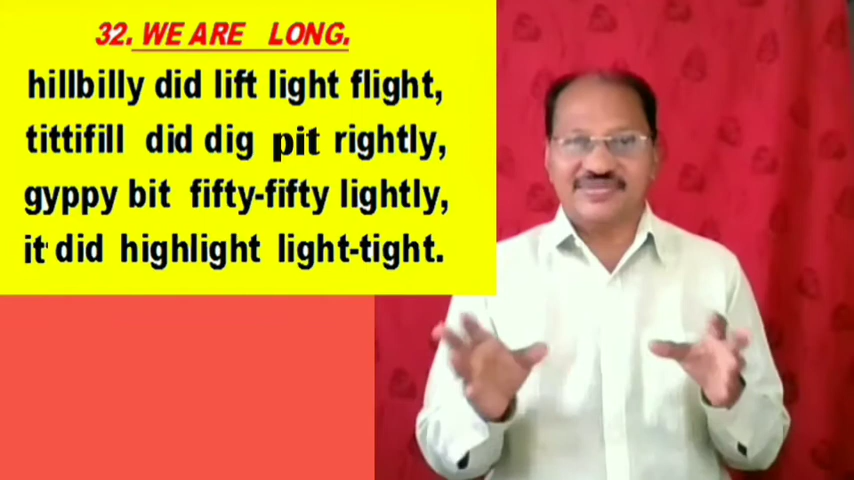 32. WE ARE LONG.
hillbilly did lift light flight,
tittifill did dig pit rightly,
gyppy bit fifty-fifty lightly,
it did highlight light-tight.